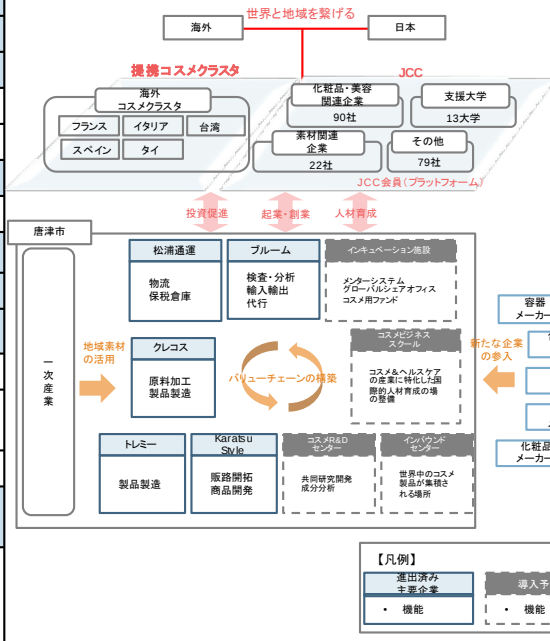 世界と地域を繋げる
海外
日本
提携コスメクラスタ
JCC
海外
コスメクラスタ
フランス
イタリア
台湾
スペイン
タイ
化粧品・美容
関連企業
90社
支援大学
13大学
素材関連
企業
22社
その他
79社
JCC会員(プラットフォーム)
投資促進
起業・創業
人材育成
唐津市
一次産業
地域素材
の活用
松浦通運
物流
保税倉庫
ブルーム
検査・分析
輸入輸出
代行
インキュベーション施設
メンターシステム
グローバルシェアオフィス
コスメ用ファンド
クレコス
原料加工
製品製造
バリューチェーンの構築
コスメビジネス
スクール
コスメ&ヘルスケア
の産業に特化した国
際的人材育成の場
の整備
新たな企業
の参入
容器
メーカー
化粧品
メーカー
トレミー
製品製造
Karatsu
Style
販路開拓
商品開発
コスメR&D
センター
共同研究開発
成分分析
インバウンド
センター
世界中のコスメ
製品が集積さ
れる場所
【凡例】
進出済み
主要企業
• 機能
導入予
• 機能